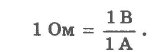 1 Ом = 1 В / 1 А .